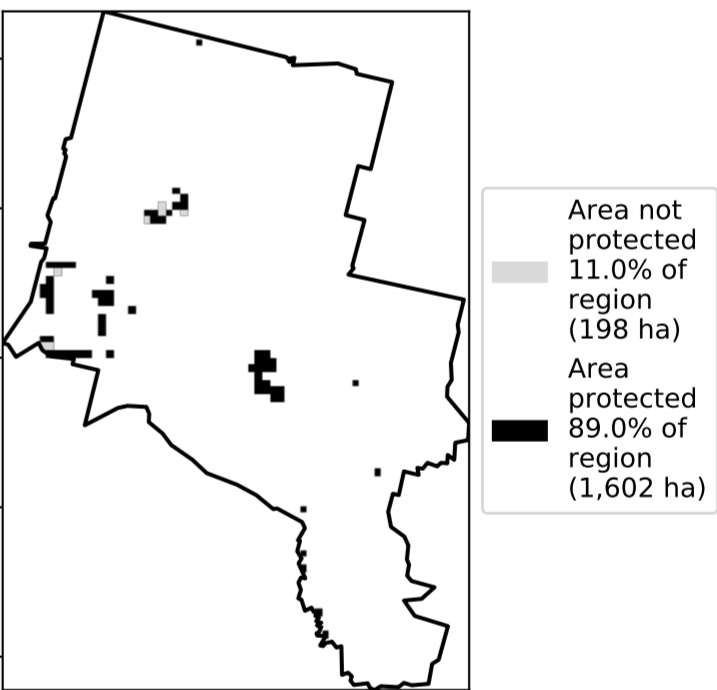 Area not
protected
11.0% of
region
(198 ha)
Area
protected
89.0% of
region
(1,602 ha)